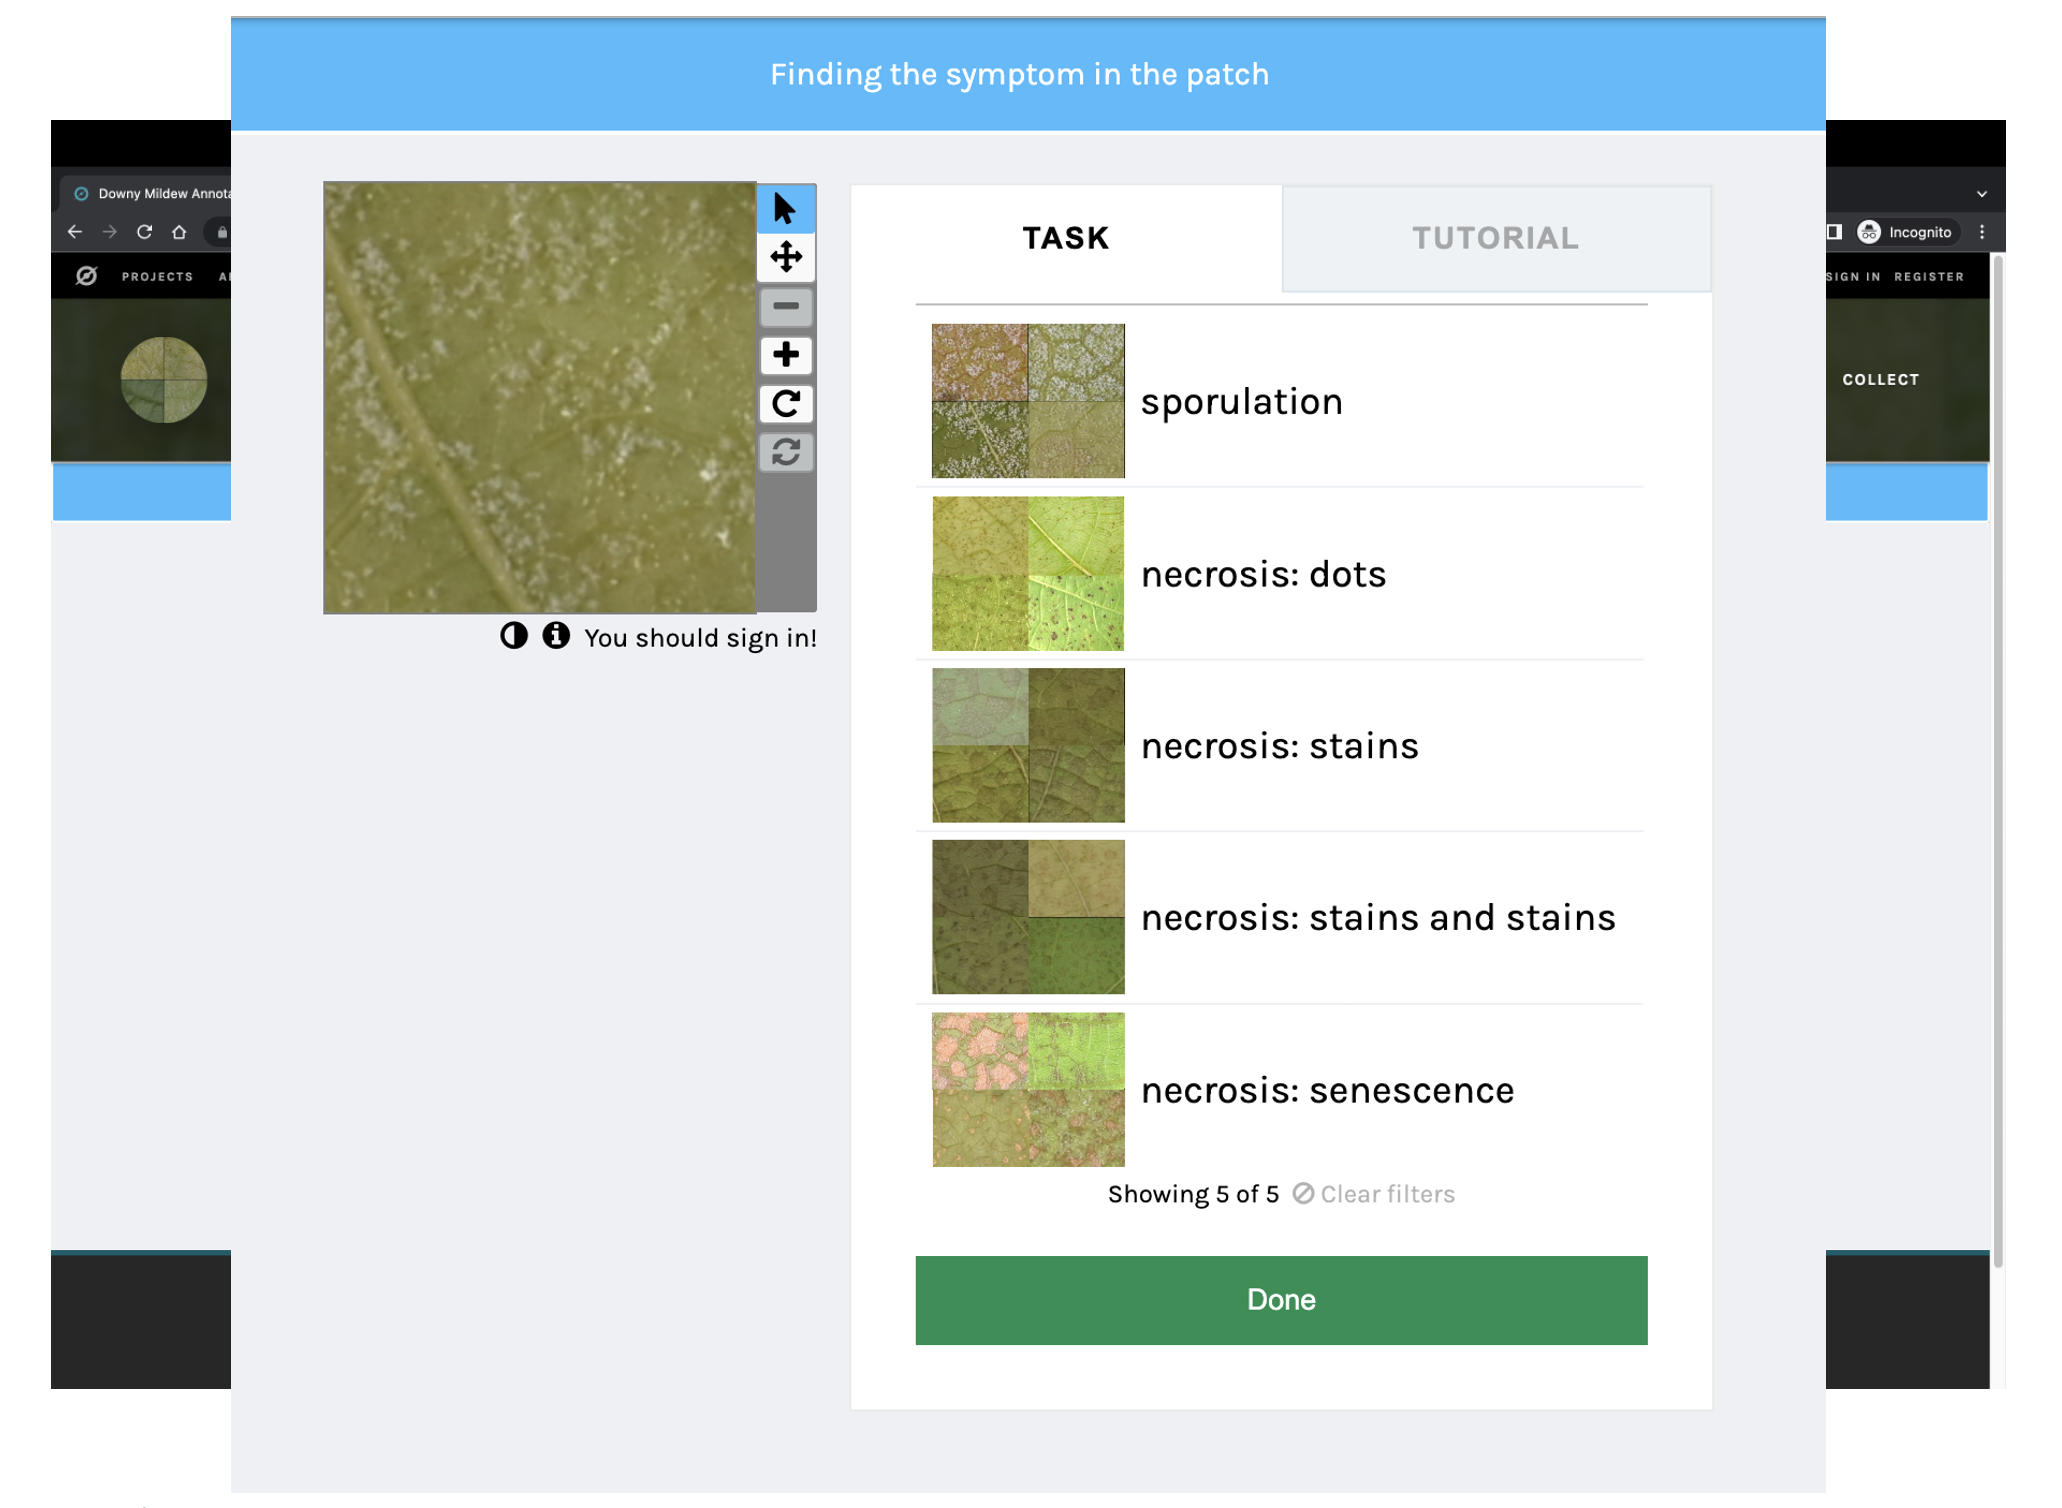 Finding the symptom in the patch
Downy Mildew Annota
Incognito
PROJECTS
SIGN IN REGISTER
COLLECT
TASK
TUTORIAL
sporulation
necrosis: dots
necrosis: stains
necrosis: stains and stains
necrosis: senescence
You should sign in!
Showing 5 of 5 Clear filters
Done